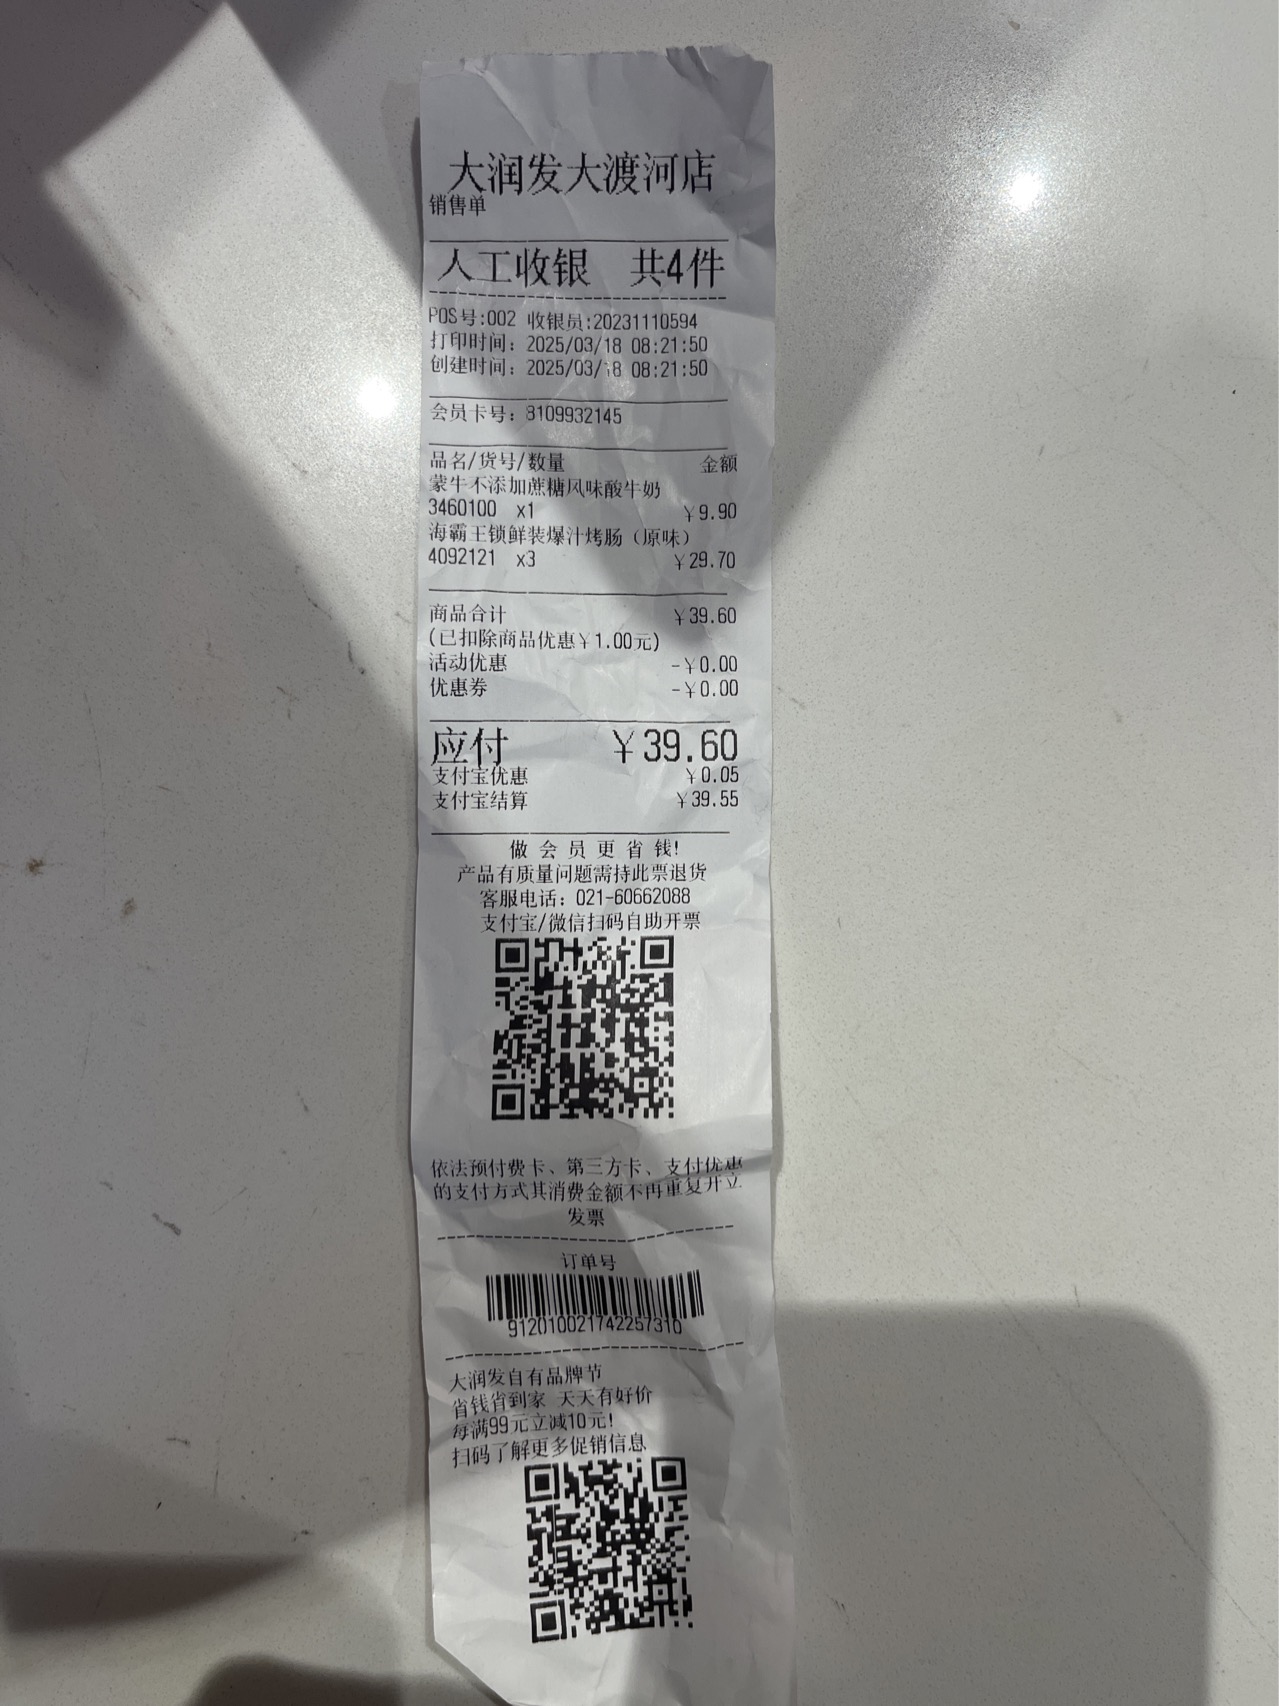 大润发大渡河店
销售单
人工收银 共4件
POS号:002 收银员:20231110594
打印时间: 2025/03/18 08:21:50
创建时间: 2025/03/18 08:21:50
会员卡号: 3109932145
品名/货号/数量 金额
蒙牛不添加蔗糖风味酸牛奶
3460100 x1 ￥9.90
海霸王锁鲜装爆汁烤肠（原味）
4092121 x3 ￥29.70
商品合计 ￥39.60
(已扣除商品优惠￥1.00元)
活动优惠 -￥0.00
优惠券 -￥0.00
应付 ￥39.60
支付宝优惠 ￥0.05
支付宝结算 ￥39.55
做 会 员 更 省 钱!
产品有质量问题需持此票退货
客服电话: 021-60662088
支付宝/微信扫码自助开票
依法预付费卡、第三方卡、支付优惠
的支付方式其消费金额不再重复开立
发票
订单号
912010021742257310
大润发自有品牌节
省钱省到家 天天有好价
每满99元立减10元!
扫码了解更多促销信息